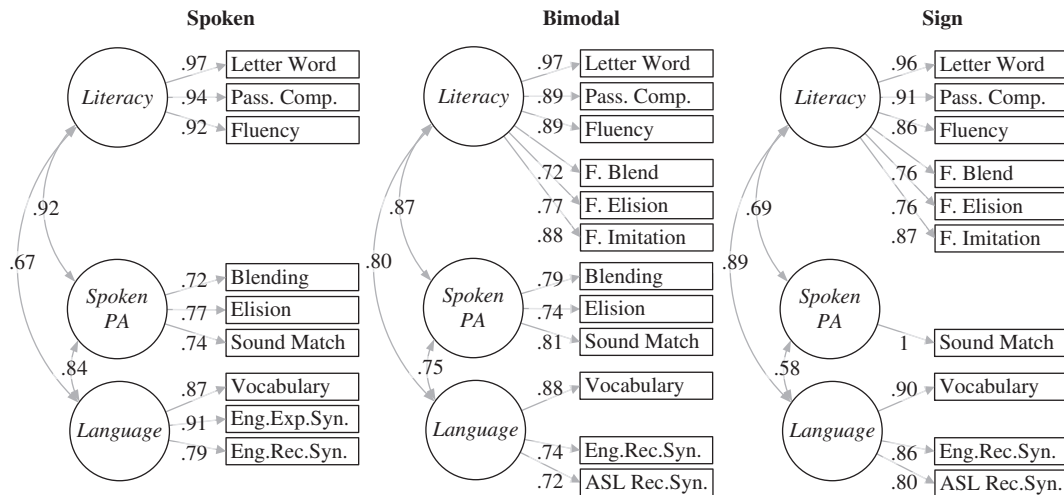 Spoken
Literacy
.97 Letter Word
.94 Pass. Comp.
.92 Fluency
.92
.67
Spoken
PA
.72 Blending
.77 Elision
.74 Sound Match
.84
Language
.87 Vocabulary
.91 Eng.Exp.Syn.
.79 Eng.Rec.Syn.
Bimodal
Literacy
.97 Letter Word
.89 Pass. Comp.
.89 Fluency
.72 F. Blend
.77 F. Elision
.88 F. Imitation
.87
.80
Spoken
PA
.79 Blending
.74 Elision
.81 Sound Match
.75
Language
.88 Vocabulary
.74 Eng.Rec.Syn.
.72 ASL Rec.Syn.
Sign
Literacy
.96 Letter Word
.91 Pass. Comp.
.86 Fluency
.76 F. Blend
.76 F. Elision
.87 F. Imitation
.69
.89
Spoken
PA
1 Sound Match
.58
Language
.90 Vocabulary
.86 Eng.Rec.Syn.
.80 ASL Rec.Syn.